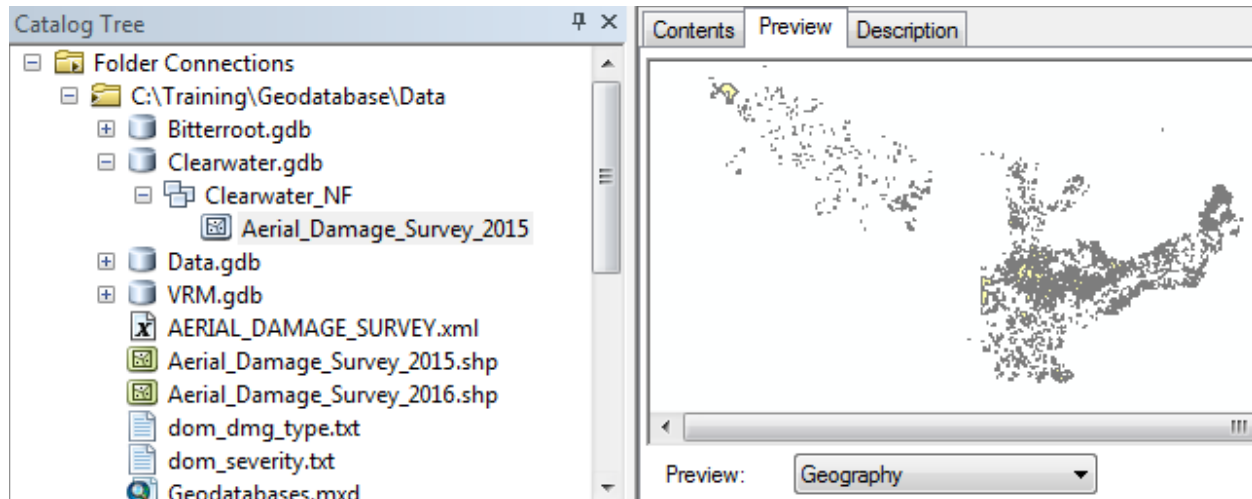 Catalog Tree
Folder Connections
C:\Training\Geodatabase\Data
Bitterroot.gdb
Clearwater.gdb
Clearwater_NF
Aerial_Damage_Survey_2015
Data.gdb
VRM.gdb
AERIAL_DAMAGE_SURVEY.xml
Aerial_Damage_Survey_2015.shp
Aerial_Damage_Survey_2016.shp
dom_dmg_type.txt
dom_severity.txt
Geodatabases.mxd
Contents Preview Description
Preview: Geography